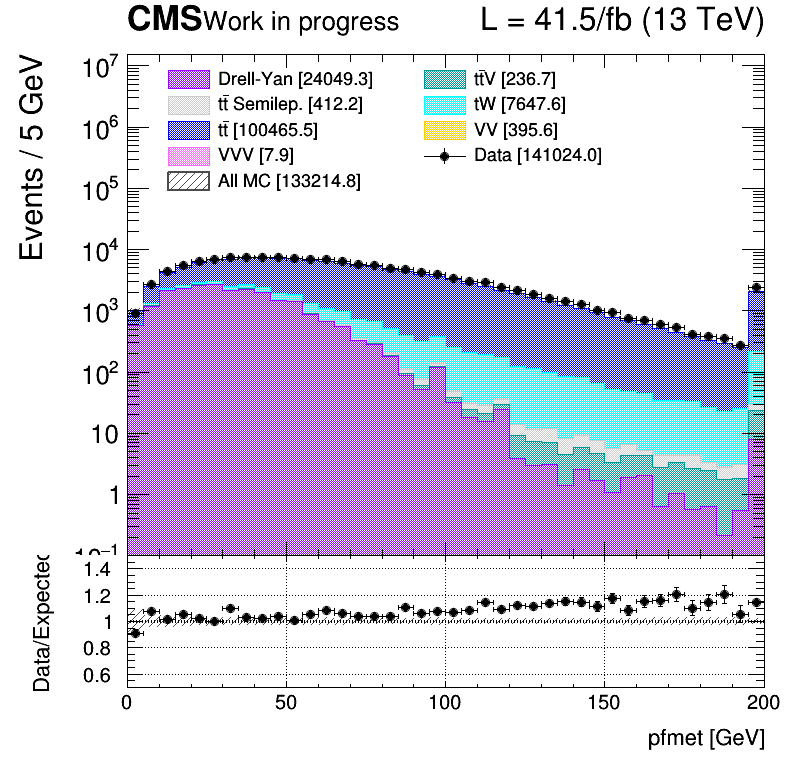 CMS Work in progress L = 41.5/fb (13 TeV)
Events / 5 GeV
Drell-Yan [24049.3]
tt̄ Semilep. [412.2]
tt̄ [100465.5]
VVV [7.9]
All MC [133214.8]
tt̄V [236.7]
tW [7647.6]
VV [395.6]
Data [141024.0]
10⁷
10⁶
10⁵
10⁴
10³
10²
10
1
10⁻¹
Data/Expected
1.4
1.2
1
0.8
0.6
0 50 100 150 200
pfmet [GeV]